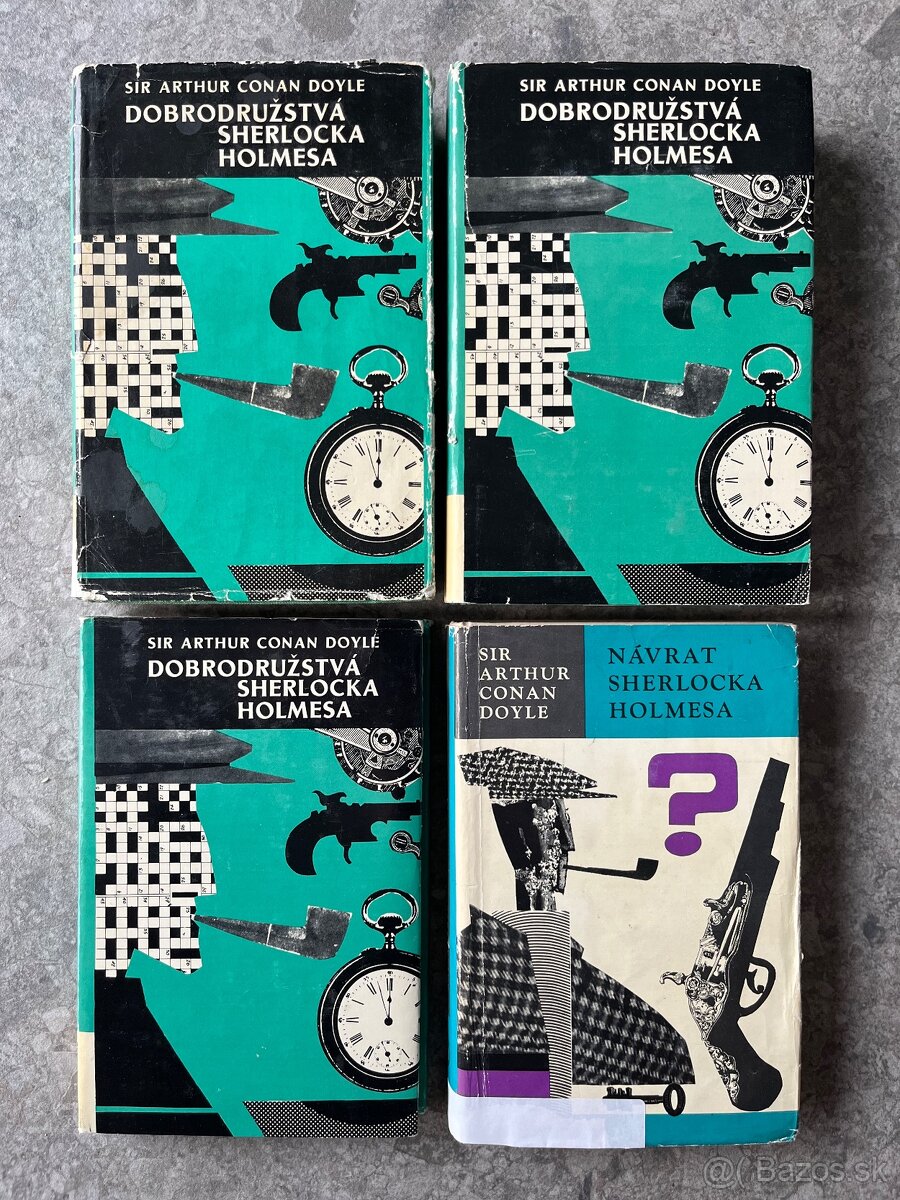 SIR ARTHUR CONAN DOYLE
DOBRODRUŽSTVÁ
SHERLOCKA
HOLMESA
SIR ARTHUR CONAN DOYLE
DOBRODRUŽSTVÁ
SHERLOCKA
HOLMESA
SIR ARTHUR CONAN DOYLE
DOBRODRUŽSTVÁ
SHERLOCKA
HOLMESA
SIR
ARTHUR
CONAN
DOYLE
NÁVRAT
SHERLOCKA
HOLMESA
?
Bazos.sk